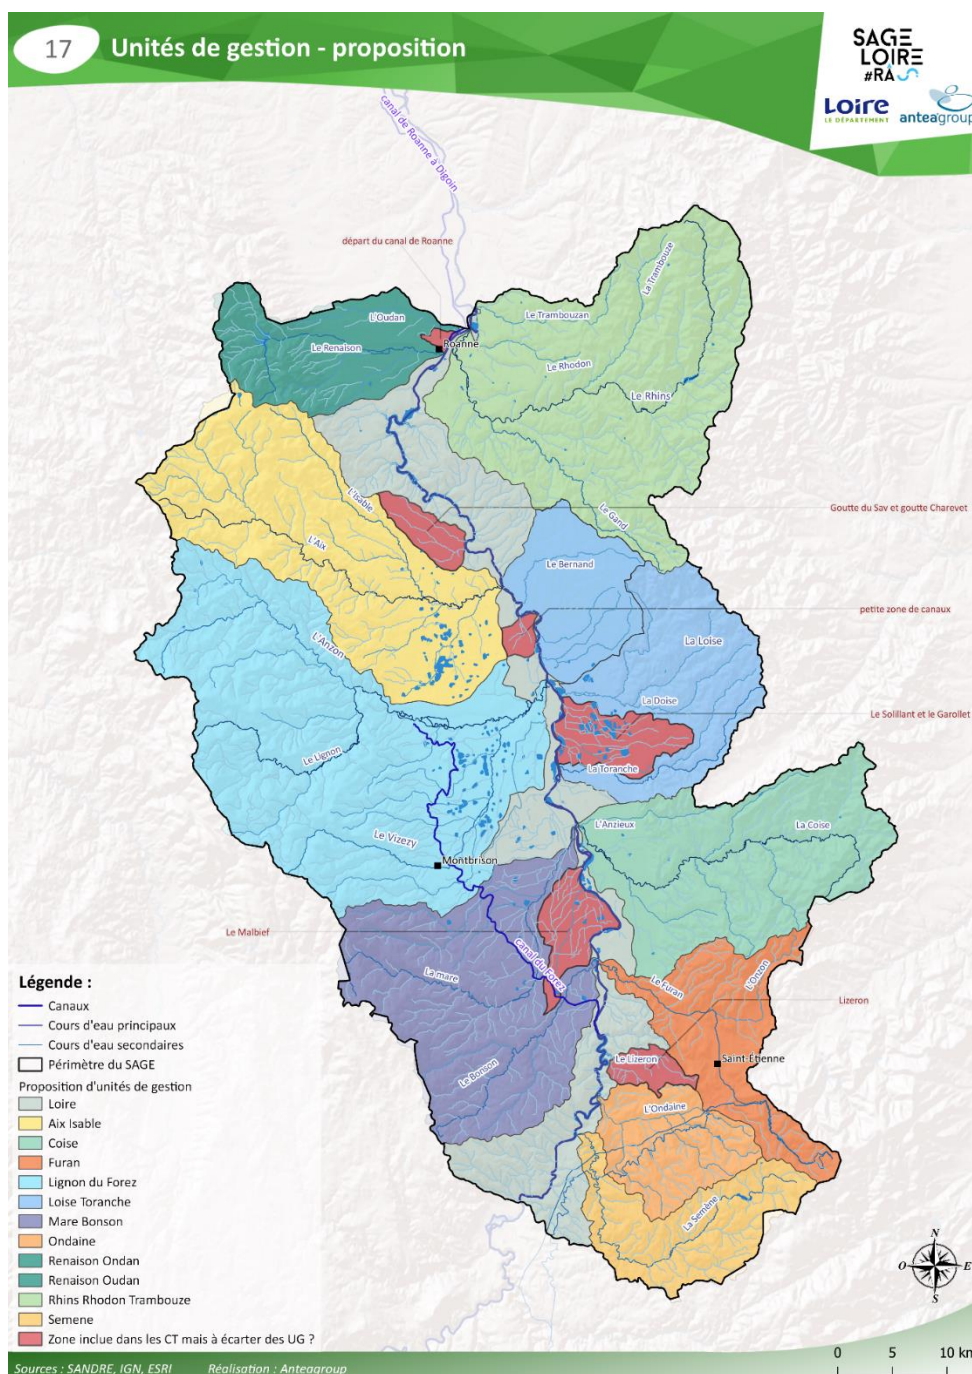 17 Unités de gestion - proposition
SAGE
LOIRE
#RA
Loire
LE DÉPARTEMENT
anteagroup
canal de Roanne à Digoin
départ du canal de Roanne
La Trambouze
L'Oudan
Le Trambouzan
Le Renaison
Roanne
Le Rhodon
Le Rhins
L'Isable
Le Gand
Goutte du Sav et goutte Charevet
L'Aix
Le Bernand
petite zone de canaux
L'Anzon
La Loise
La Doise
Le Solillant et le Garollet
Le Lignon
La Toranche
Le Vizezy
L'Anzieux
La Coise
Montbrison
Le Malbief
canal du Forez
La mare
Le Furan
L'Onzon
Lizeron
Le Bonson
Le Lizeron
Saint-Étienne
L'Ondaine
La Semène
Légende :
Canaux
Cours d'eau principaux
Cours d'eau secondaires
Périmètre du SAGE
Proposition d'unités de gestion
Loire
Aix Isable
Coise
Furan
Lignon du Forez
Loise Toranche
Mare Bonson
Ondaine
Renaison Ondan
Renaison Oudan
Rhins Rhodon Trambouze
Semene
Zone inclue dans les CT mais à écarter des UG ?
N
O E
S
0 5 10 km
Sources : SANDRE, IGN, ESRI Réalisation : Anteagroup